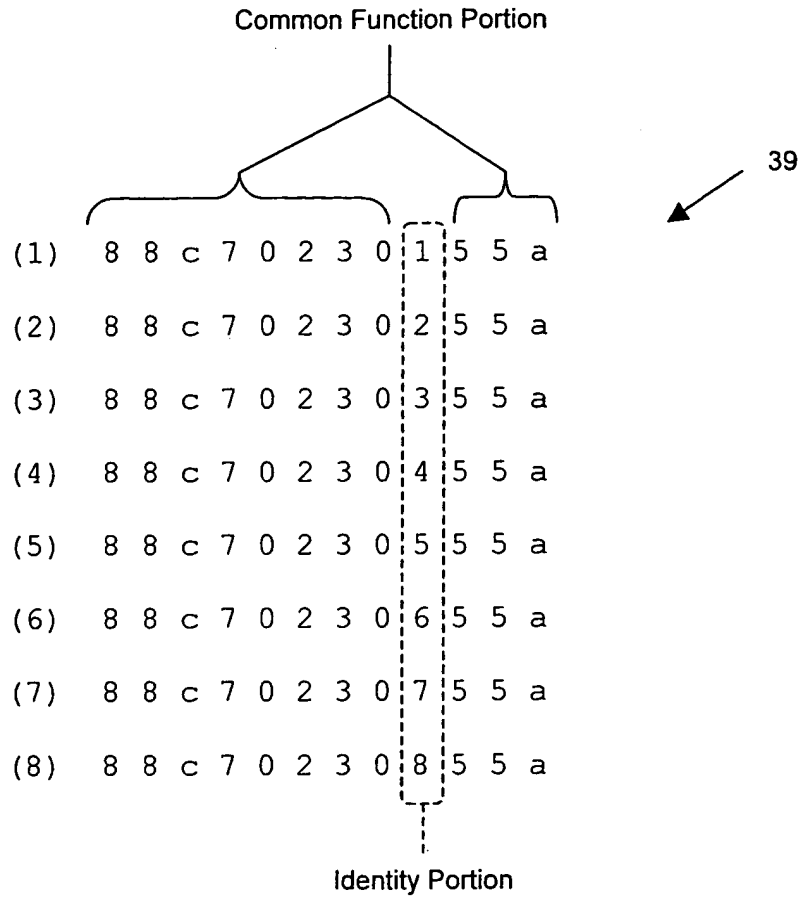 Common Function Portion
39
(1) 8 8 c 7 0 2 3 0 1 5 5 a
(2) 8 8 c 7 0 2 3 0 2 5 5 a
(3) 8 8 c 7 0 2 3 0 3 5 5 a
(4) 8 8 c 7 0 2 3 0 4 5 5 a
(5) 8 8 c 7 0 2 3 0 5 5 5 a
(6) 8 8 c 7 0 2 3 0 6 5 5 a
(7) 8 8 c 7 0 2 3 0 7 5 5 a
(8) 8 8 c 7 0 2 3 0 8 5 5 a
Identity Portion